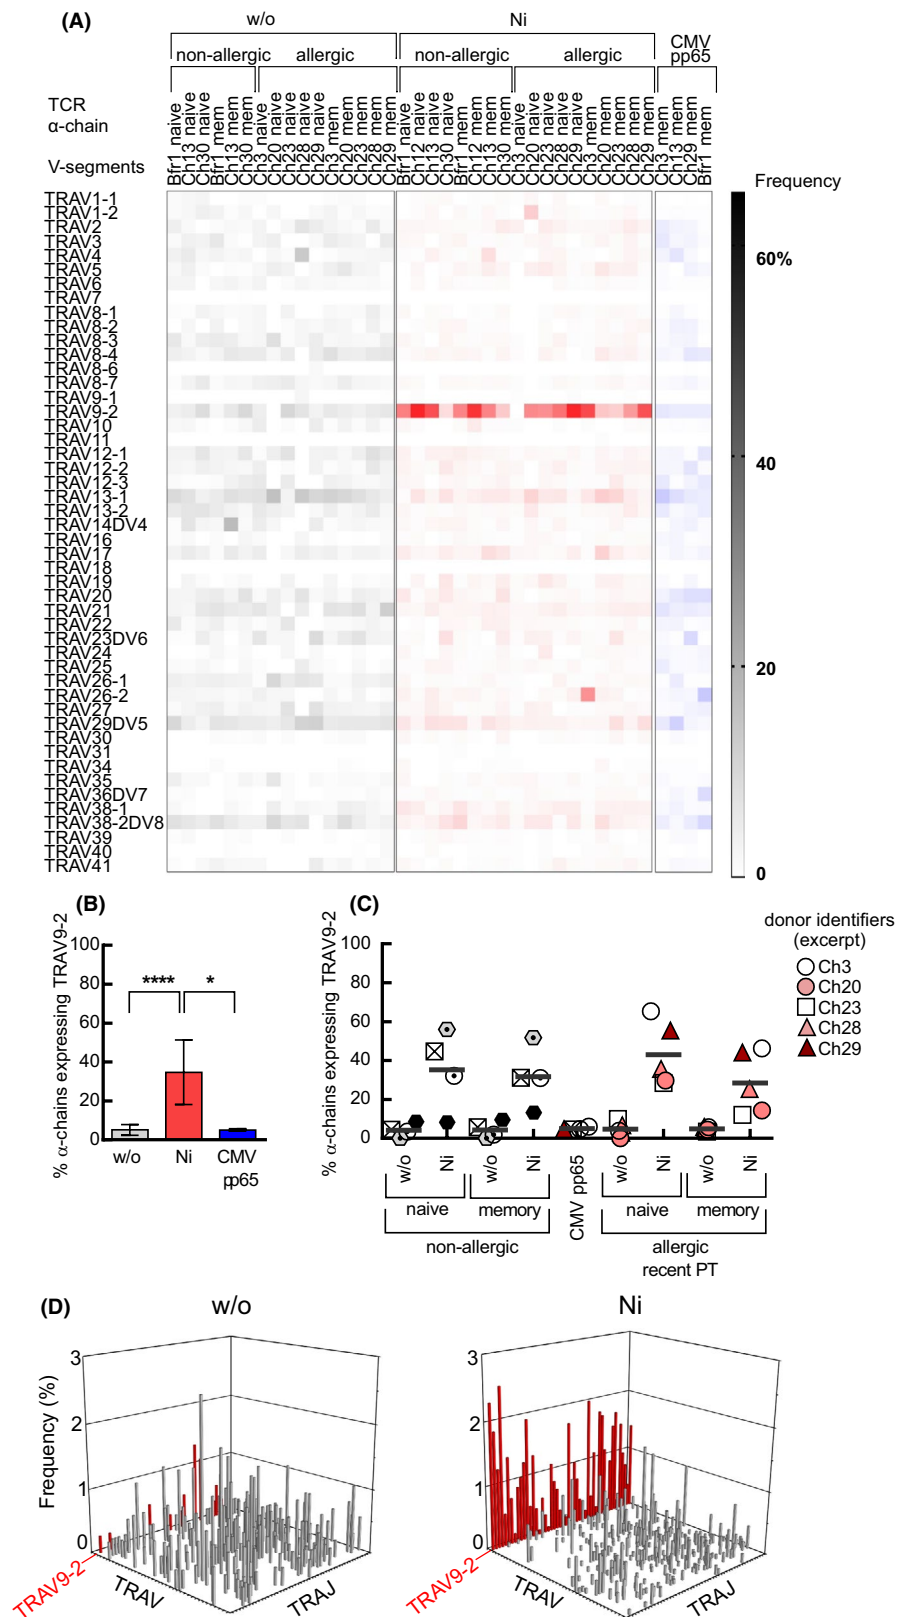 (A)
w/o
Ni
CMV
pp65
non-allergic
allergic
non-allergic
allergic
TCR
α-chain
V-segments
Bfr1 naive
Ch13 naive
Ch30 naive
Bfr1 mem
Ch13 mem
Ch30 mem
Ch3 naive
Ch20 naive
Ch23 naive
Ch28 naive
Ch29 naive
Ch3 mem
Ch20 mem
Ch23 mem
Ch28 mem
Ch29 mem
Bfr1 naive
Ch12 naive
Ch13 naive
Ch30 naive
Bfr1 mem
Ch12 mem
Ch13 mem
Ch30 mem
Ch3 naive
Ch20 naive
Ch23 naive
Ch28 naive
Ch29 naive
Ch3 mem
Ch20 mem
Ch23 mem
Ch28 mem
Ch29 mem
Ch3 mem
Ch13 mem
Ch29 mem
Bfr1 mem
Frequency
60%
40
20
0
TRAV1-1
TRAV1-2
TRAV2
TRAV3
TRAV4
TRAV5
TRAV6
TRAV7
TRAV8-1
TRAV8-2
TRAV8-3
TRAV8-4
TRAV8-6
TRAV8-7
TRAV9-1
TRAV9-2
TRAV10
TRAV11
TRAV12-1
TRAV12-2
TRAV12-3
TRAV13-1
TRAV13-2
TRAV14DV4
TRAV16
TRAV17
TRAV18
TRAV19
TRAV20
TRAV21
TRAV22
TRAV23DV6
TRAV24
TRAV25
TRAV26-1
TRAV26-2
TRAV27
TRAV29DV5
TRAV30
TRAV31
TRAV34
TRAV35
TRAV36DV7
TRAV38-1
TRAV38-2DV8
TRAV39
TRAV40
TRAV41
(B)
% α-chains expressing TRAV9-2
100
80
60
40
20
0
****
*
w/o
Ni
CMV
pp65
(C)
% α-chains expressing TRAV9-2
100
80
60
40
20
0
w/o
Ni
w/o
Ni
CMV pp65
w/o
Ni
w/o
Ni
naive
memory
naive
memory
non-allergic
allergic
recent PT
donor identifiers
(excerpt)
Ch3
Ch20
Ch23
Ch28
Ch29
(D)
w/o
Frequency (%)
3
2
1
0
TRAV9-2
TRAV
TRAJ
Ni
3
2
1
0
TRAV9-2
TRAV
TRAJ